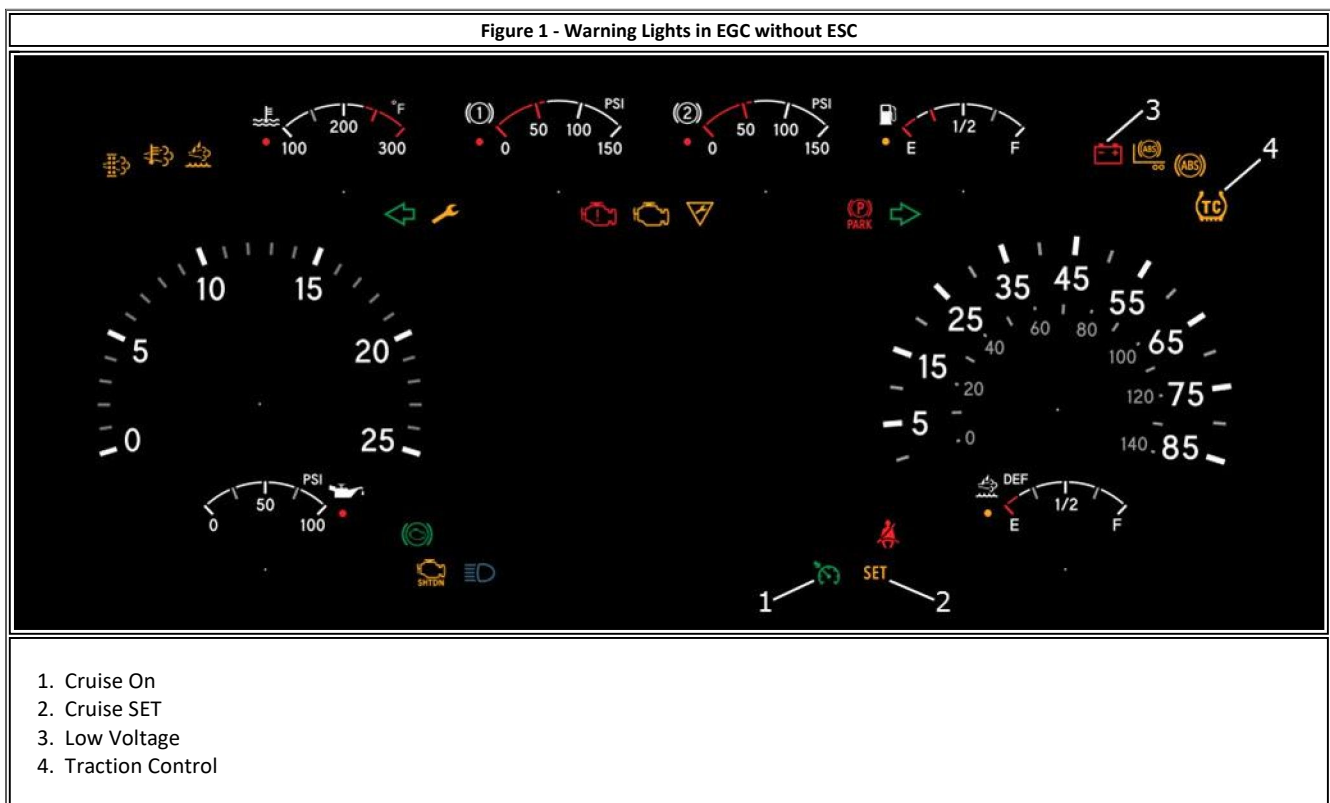 Figure 1 - Warning Lights in EGC without ESC
°F
200
100 300
(1) PSI
50 100
0 150
(2) PSI
50 100
0 150
1/2
E F
3
- +
ABS
ABS
4
TC
!
P
PARK
10 15
5 20
0 25
35 45 55
25 65
15 75
5 85
60 80
40 100
20 120
0 140
PSI
50
0 100
DEF
1/2
E F
SHTDN
SET
1 2
1. Cruise On
2. Cruise SET
3. Low Voltage
4. Traction Control